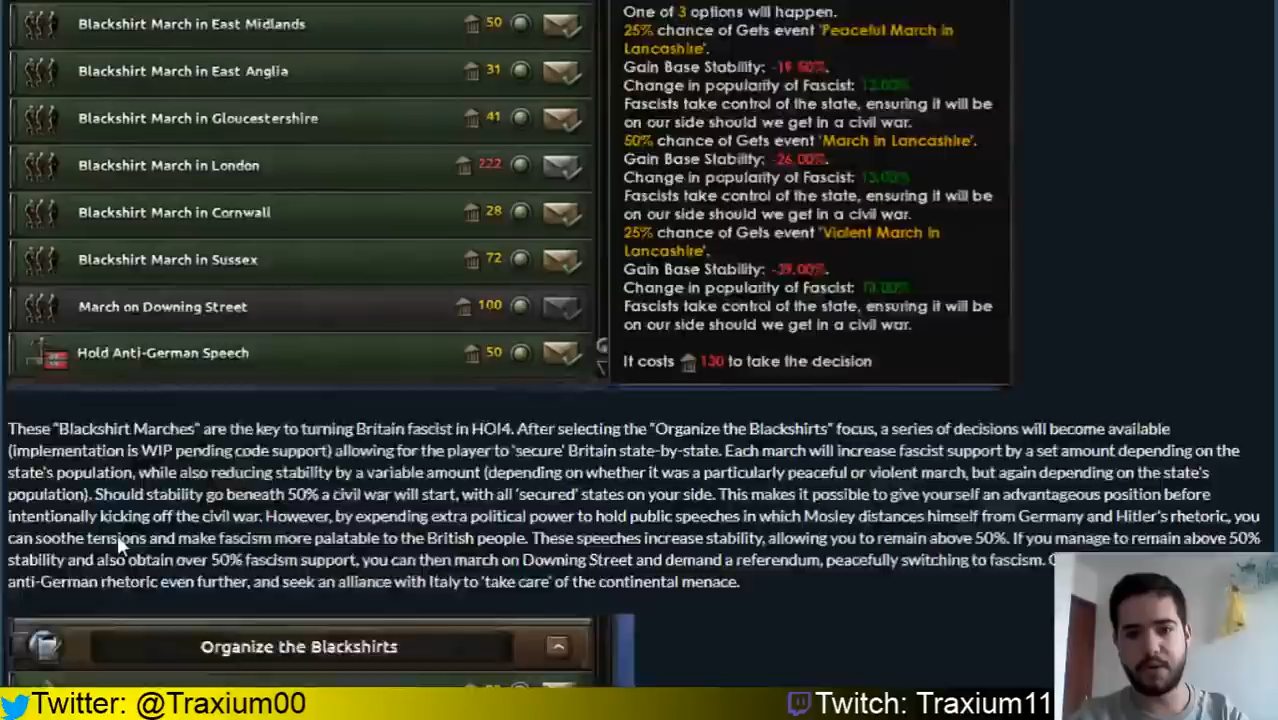 Blackshirt March in East Midlands 50
Blackshirt March in East Anglia 31
Blackshirt March in Gloucestershire 41
Blackshirt March in London 222
Blackshirt March in Cornwall 28
Blackshirt March in Sussex 72
March on Downing Street 100
Hold Anti-German Speech 50
One of 3 options will happen.
25% chance of Gets event 'Peaceful March in
Lancashire'.
Gain Base Stability: -19.50%.
Change in popularity of Fascist:
Fascists take control of the state, ensuring it will be
on our side should we get in a civil war.
50% chance of Gets event 'March in Lancashire'.
Gain Base Stability: -26.00%.
Change in popularity of Fascist: 13.00%
Fascists take control of the state, ensuring it will be
on our side should we get in a civil war.
25% chance of Gets event 'Violent March in
Lancashire'.
Gain Base Stability: -39.00%.
Change in popularity of Fascist:
Fascists take control of the state, ensuring it will be
on our side should we get in a civil war.
It costs 130 to take the decision
These "Blackshirt Marches" are the key to turning Britain fascist in HOI4. After selecting the "Organize the Blackshirts" focus, a series of decisions will become available
(implementation is WIP pending code support) allowing for the player to 'secure' Britain state-by-state. Each march will increase fascist support by a set amount depending on the
state's population, while also reducing stability by a variable amount (depending on whether it was a particularly peaceful or violent march, but again depending on the state's
population). Should stability go beneath 50% a civil war will start, with all 'secured' states on your side. This makes it possible to give yourself an advantageous position before
intentionally kicking off the civil war. However, by expending extra political power to hold public speeches in which Mosley distances himself from Germany and Hitler's rhetoric, you
can soothe tensions and make fascism more palatable to the British people. These speeches increase stability, allowing you to remain above 50%. If you manage to remain above 50%
stability and also obtain over 50% fascism support, you can then march on Downing Street and demand a referendum, peacefully switching to fascism.
anti-German rhetoric even further, and seek an alliance with Italy to 'take care' of the continental menace.
Organize the Blackshirts
Twitter: @Traxium00
Twitch: Traxium11